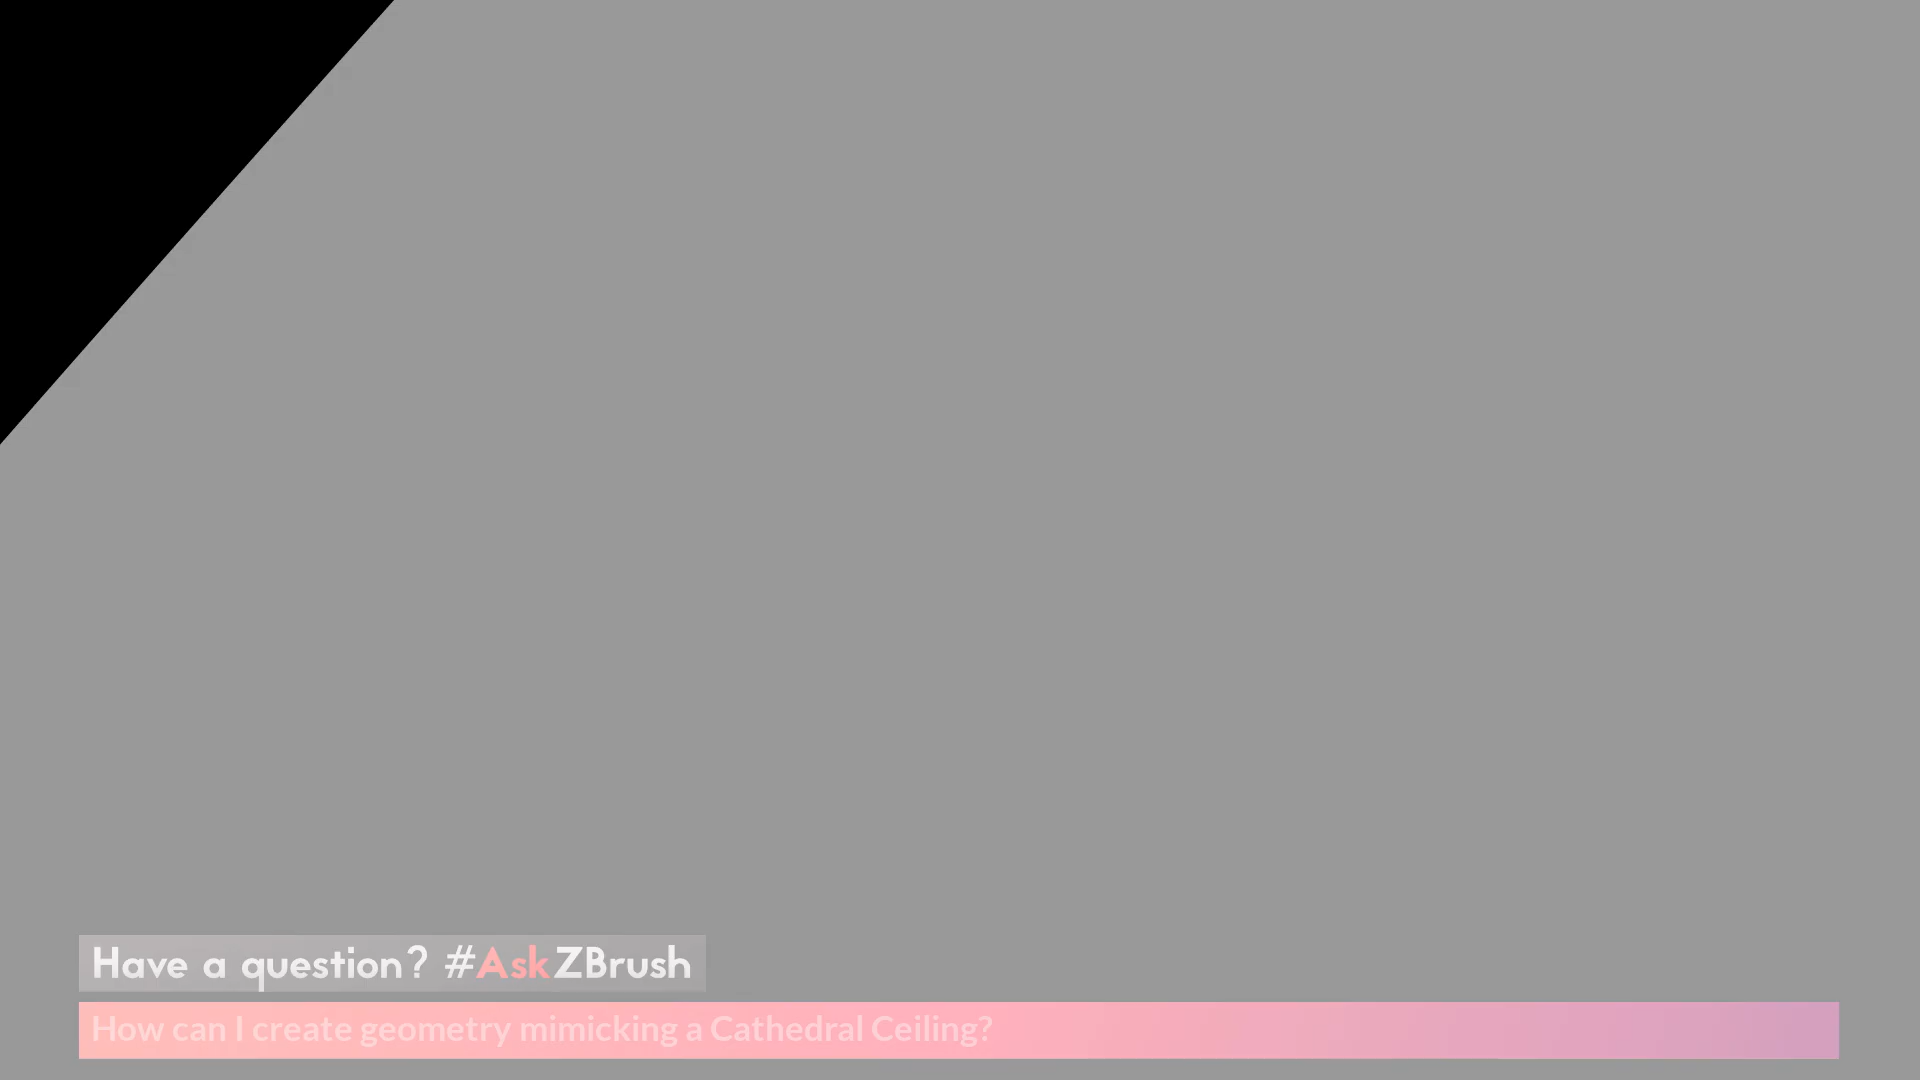 Have a question? #AskZBrush
How can I create geometry mimicking a Cathedral Ceiling?